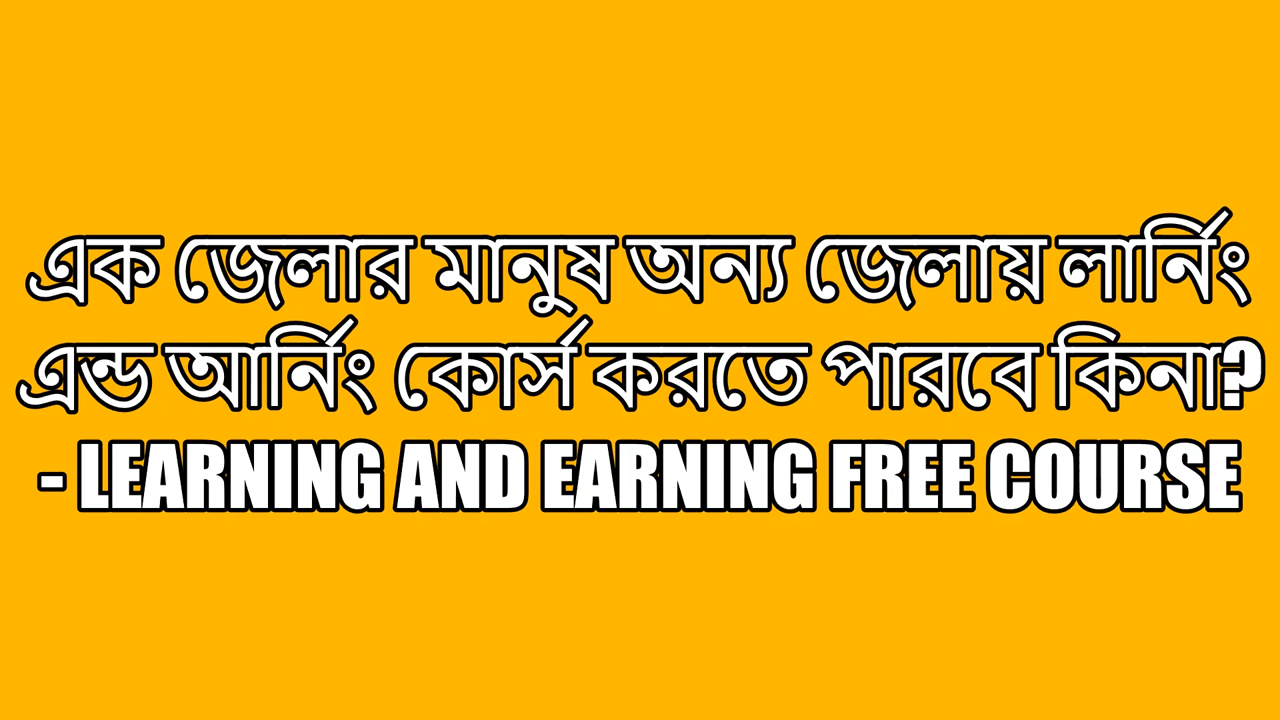 এক জেলার মানুষ অন্য জেলায় লার্নিং
এন্ড আর্নিং কোর্স করতে পারবে কিনা?
- LEARNING AND EARNING FREE COURSE